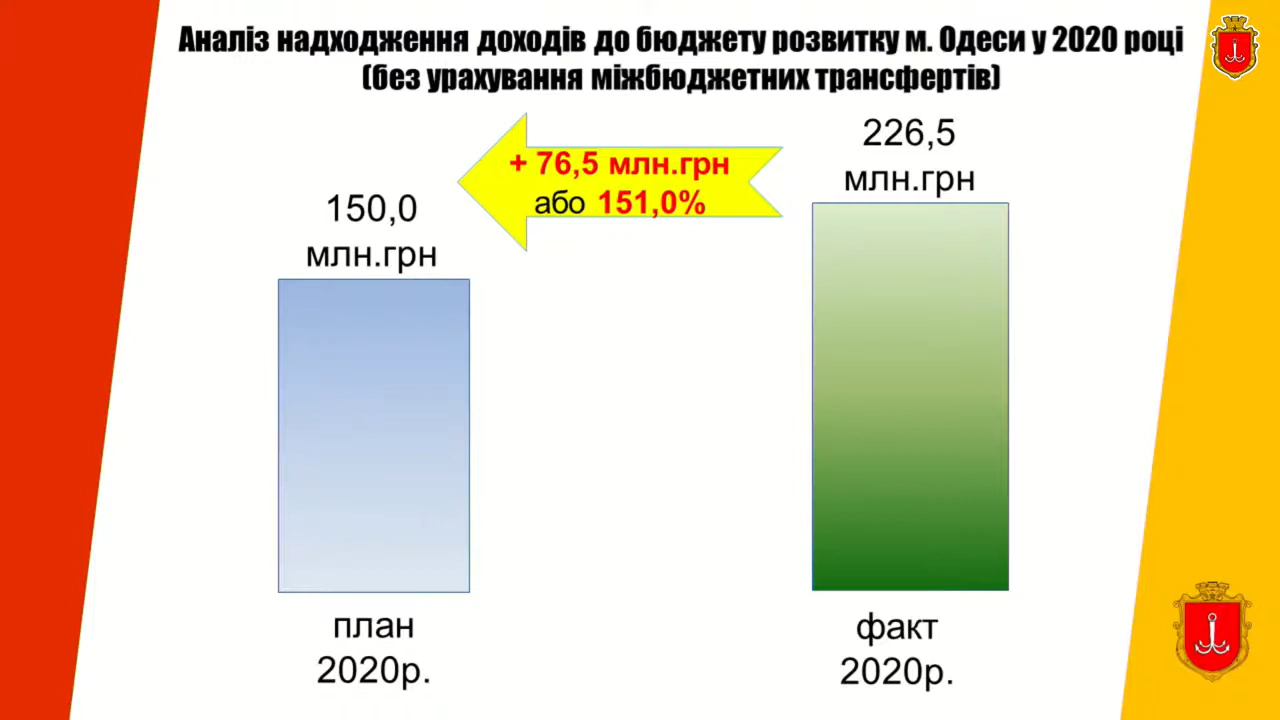 Аналіз надходження доходів до бюджету розвитку м. Одеси у 2020 році
(без урахування міжбюджетних трансфертів)
226,5
млн.грн
+ 76,5 млн.грн
або 151,0%
150,0
млн.грн
план
2020р.
факт
2020р.